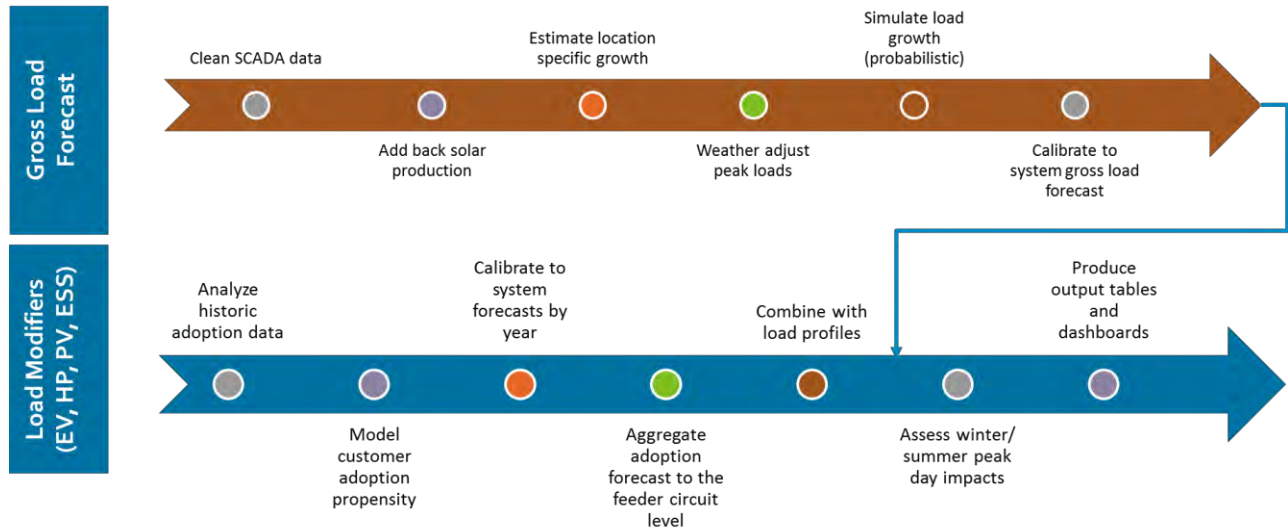 Gross Load
Forecast
Clean SCADA data
Add back solar
production
Estimate location
specific growth
Weather adjust
peak loads
Simulate load
growth
(probabilistic)
Calibrate to
system gross load
forecast
Load Modifiers
(EV, HP, PV, ESS)
Analyze
historic
adoption data
Model
customer
adoption
propensity
Calibrate to
system
forecasts by
year
Aggregate
adoption
forecast to the
feeder circuit
level
Combine with
load profiles
Assess winter/
summer peak
day impacts
Produce
output tables
and
dashboards